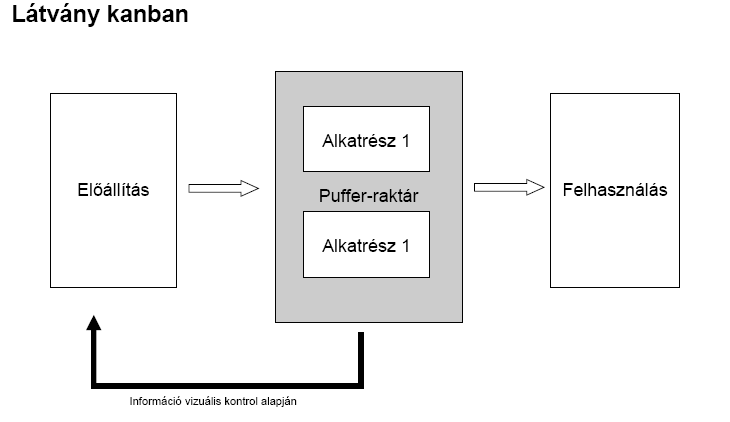 Látvány kanban
Alkatrész 1
Előállítás
Puffer-raktár
Felhasználás
Alkatrész 1
Információ vizuális kontrol alapján